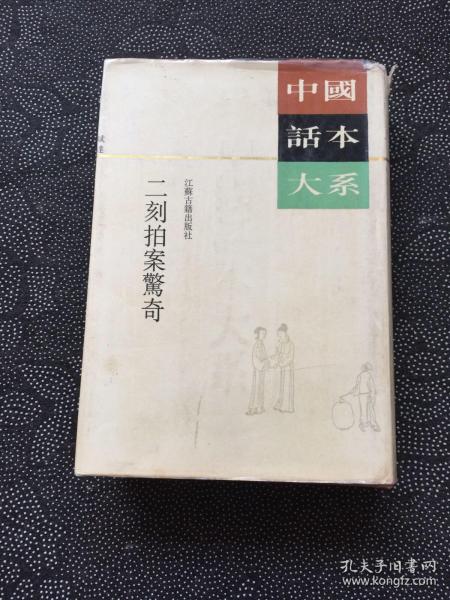 中國
話本
大系
江蘇古籍出版社
二刻拍案驚奇
孔夫子旧书网
www.kongfz.com